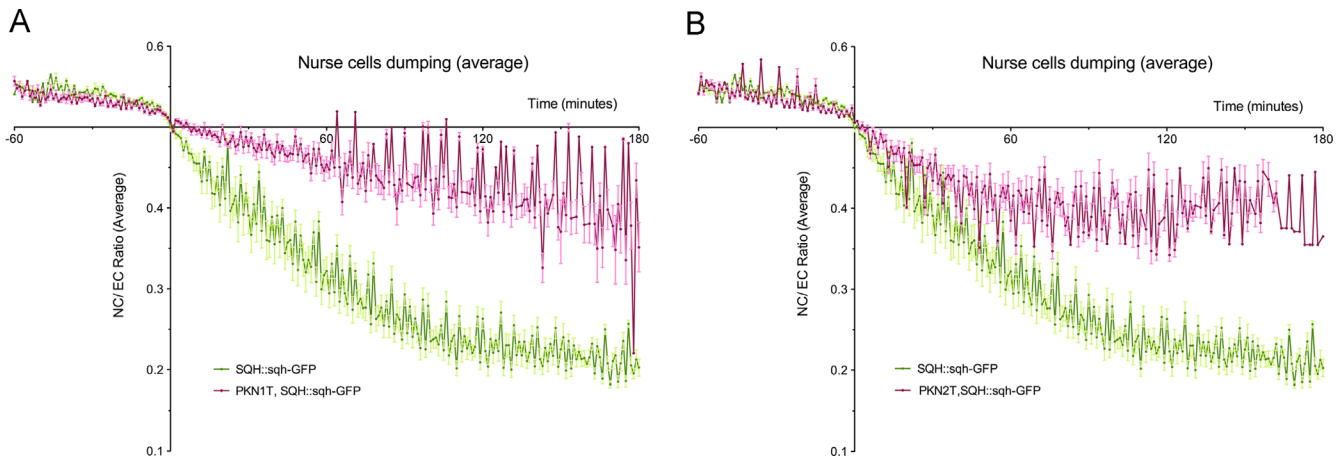 A
Nurse cells dumping (average)
Time (minutes)
NC/ EC Ratio (Average)
0.6
0.4
0.3
0.2
0.1
-60
60
120
180
SQH::sqh-GFP
PKN1T, SQH::sqh-GFP
B
Nurse cells dumping (average)
Time (minutes)
NC/ EC Ratio (Average)
0.6
0.4
0.3
0.2
0.1
-60
60
120
180
SQH::sqh-GFP
PKN2T,SQH::sqh-GFP